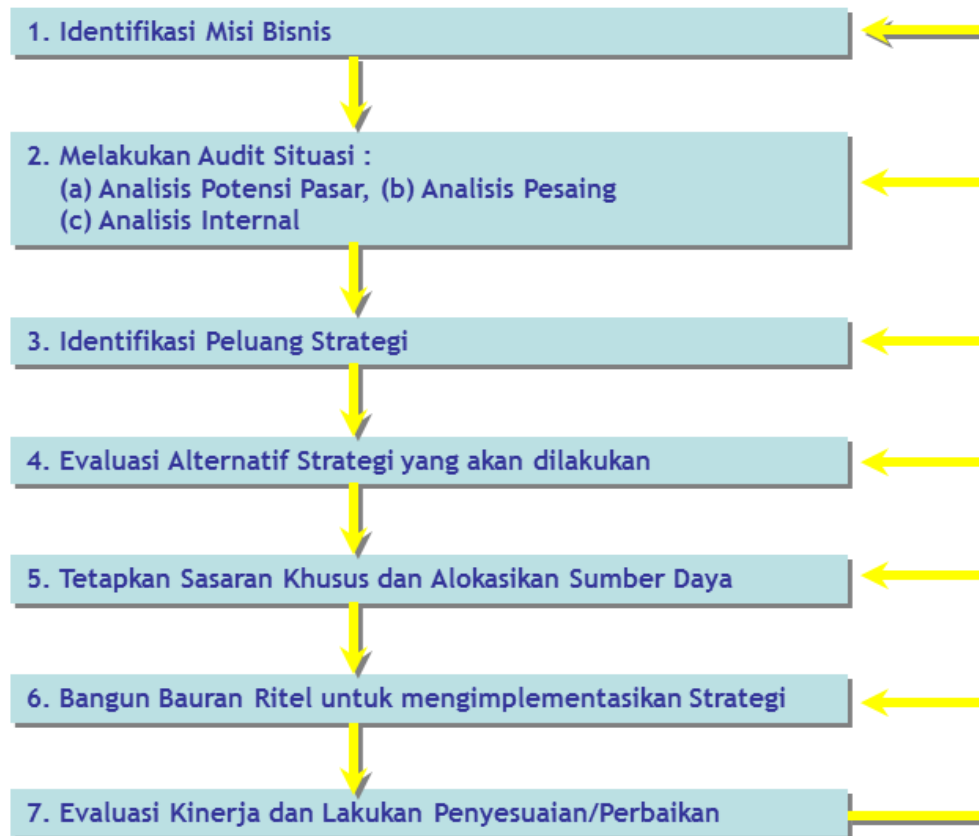 1. Identifikasi Misi Bisnis
2. Melakukan Audit Situasi :
(a) Analisis Potensi Pasar, (b) Analisis Pesaing
(c) Analisis Internal
3. Identifikasi Peluang Strategi
4. Evaluasi Alternatif Strategi yang akan dilakukan
5. Tetapkan Sasaran Khusus dan Alokasikan Sumber Daya
6. Bangun Bauran Ritel untuk mengimplementasikan Strategi
7. Evaluasi Kinerja dan Lakukan Penyesuaian/Perbaikan